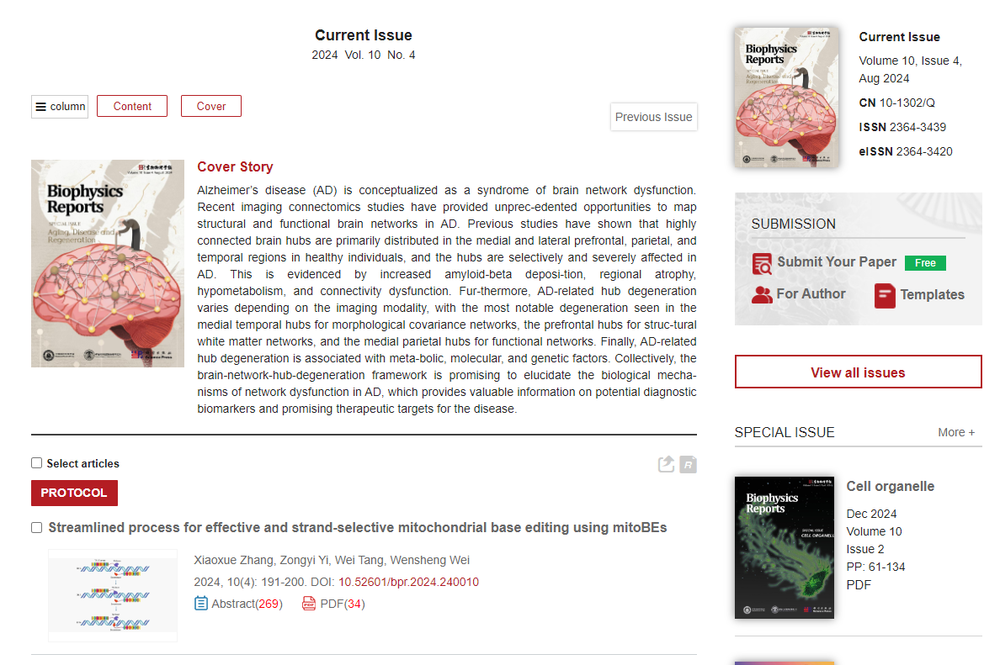 Current Issue
2024 Vol. 10 No. 4
column
Content
Cover
Previous Issue
Biophysics
Reports
SPECIAL ISSUE
Aging, Disease and
Regeneration
Cover Story
Alzheimer's disease (AD) is conceptualized as a syndrome of brain network dysfunction.
Recent imaging connectomics studies have provided unprec-edented opportunities to map
structural and functional brain networks in AD. Previous studies have shown that highly
connected brain hubs are primarily distributed in the medial and lateral prefrontal, parietal, and
temporal regions in healthy individuals, and the hubs are selectively and severely affected in
AD. This is evidenced by increased amyloid-beta deposi-tion, regional atrophy,
hypometabolism, and connectivity dysfunction. Fur-thermore, AD-related hub degeneration
varies depending on the imaging modality, with the most notable degeneration seen in the
medial temporal hubs for morphological covariance networks, the prefrontal hubs for struc-tural
white matter networks, and the medial parietal hubs for functional networks. Finally, AD-related
hub degeneration is associated with meta-bolic, molecular, and genetic factors. Collectively, the
brain-network-hub-degeneration framework is promising to elucidate the biological mecha-
nisms of network dysfunction in AD, which provides valuable information on potential diagnostic
biomarkers and promising therapeutic targets for the disease.
Select articles
PROTOCOL
Streamlined process for effective and strand-selective mitochondrial base editing using mitoBEs
Xiaoxue Zhang, Zongyi Yi, Wei Tang, Wensheng Wei
2024, 10(4): 191-200. DOI: 10.52601/bpr.2024.240010
Abstract(269)
PDF(34)
Biophysics
Reports
SPECIAL ISSUE
Aging, Disease and
Regeneration
Current Issue
Volume 10, Issue 4,
Aug 2024
CN 10-1302/Q
ISSN 2364-3439
eISSN 2364-3420
SUBMISSION
Submit Your Paper
Free
For Author
Templates
View all issues
SPECIAL ISSUE
More +
Biophysics
Reports
SPECIAL ISSUE
CELL ORGANELL
Cell organelle
Dec 2024
Volume 10
Issue 2
PP: 61-134
PDF